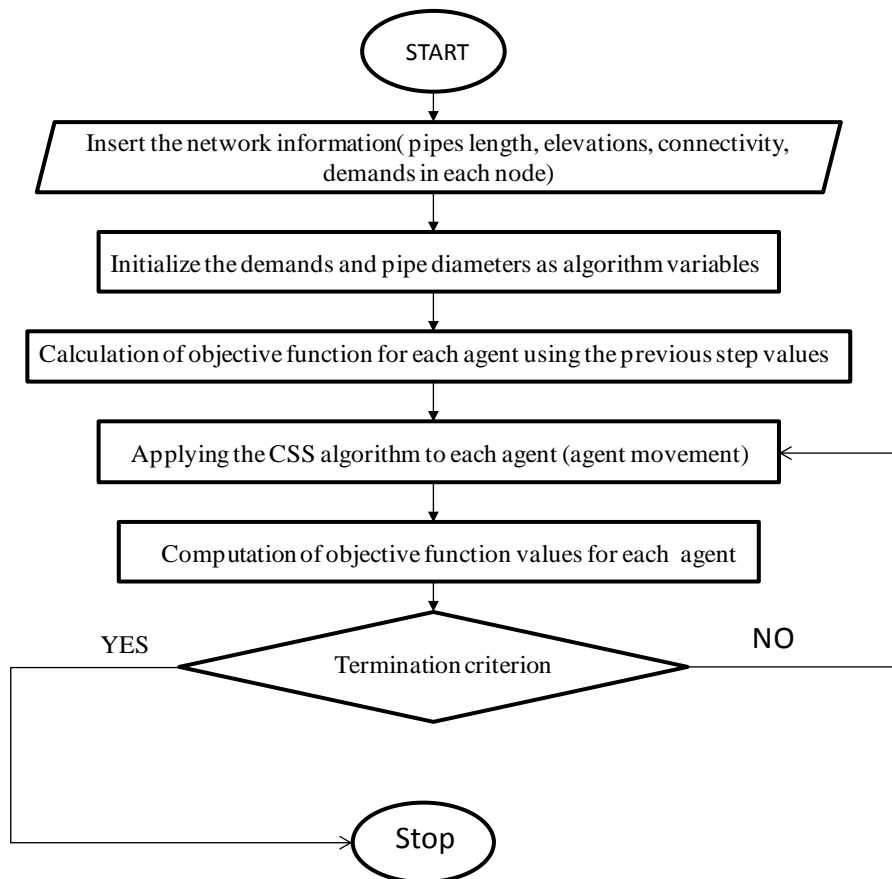 START
Insert the network information( pipes length, elevations, connectivity,
demands in each node)
Initialize the demands and pipe diameters as algorithm variables
Calculation of objective function for each agent using the previous step values
Applying the CSS algorithm to each agent (agent movement)
Computation of objective function values for each agent
YES
Termination criterion
NO
Stop